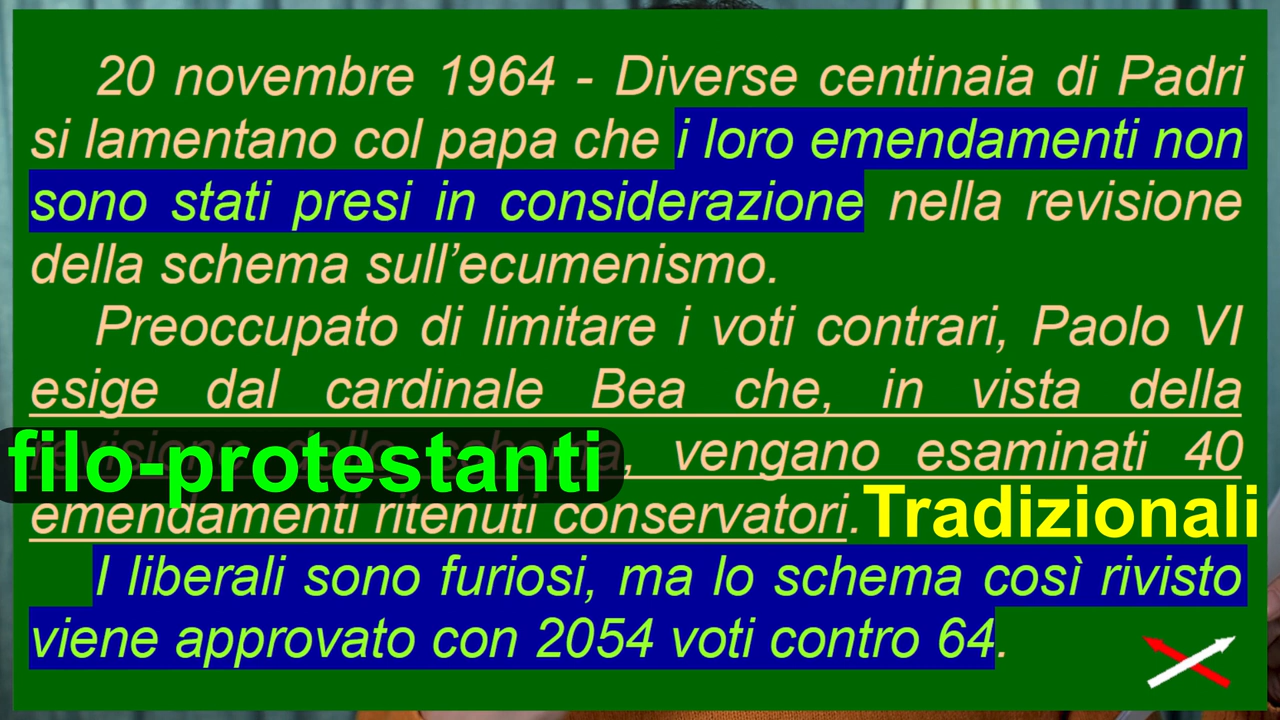 20 novembre 1964 - Diverse centinaia di Padri
si lamentano col papa che i loro emendamenti non
sono stati presi in considerazione nella revisione
della schema sull’ecumenismo.
Preoccupato di limitare i voti contrari, Paolo VI
esige dal cardinale Bea che, in vista della
filo-protestanti, vengano esaminati 40
emendamenti ritenuti conservatori. Tradizionali
I liberali sono furiosi, ma lo schema così rivisto
viene approvato con 2054 voti contro 64.